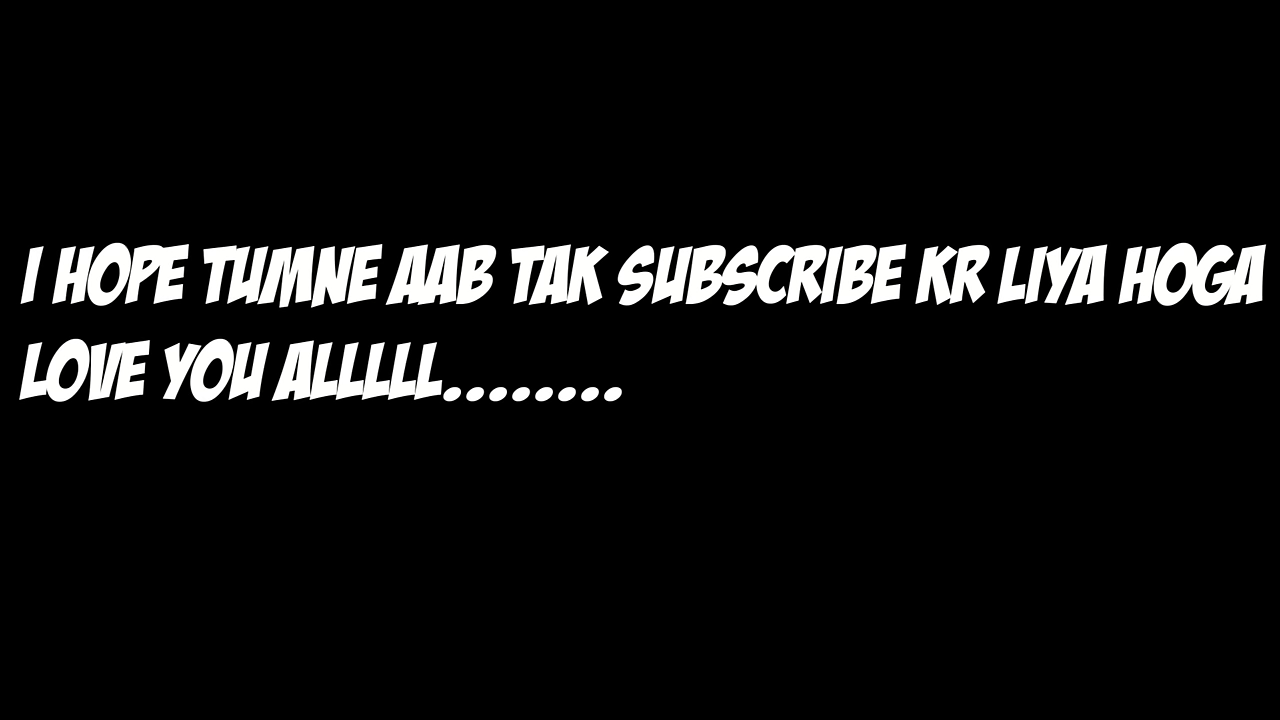 I HOPE TUMNE AAB TAK SUBSCRIBE KR LIYA HOGA
LOVE YOU ALLLLL........